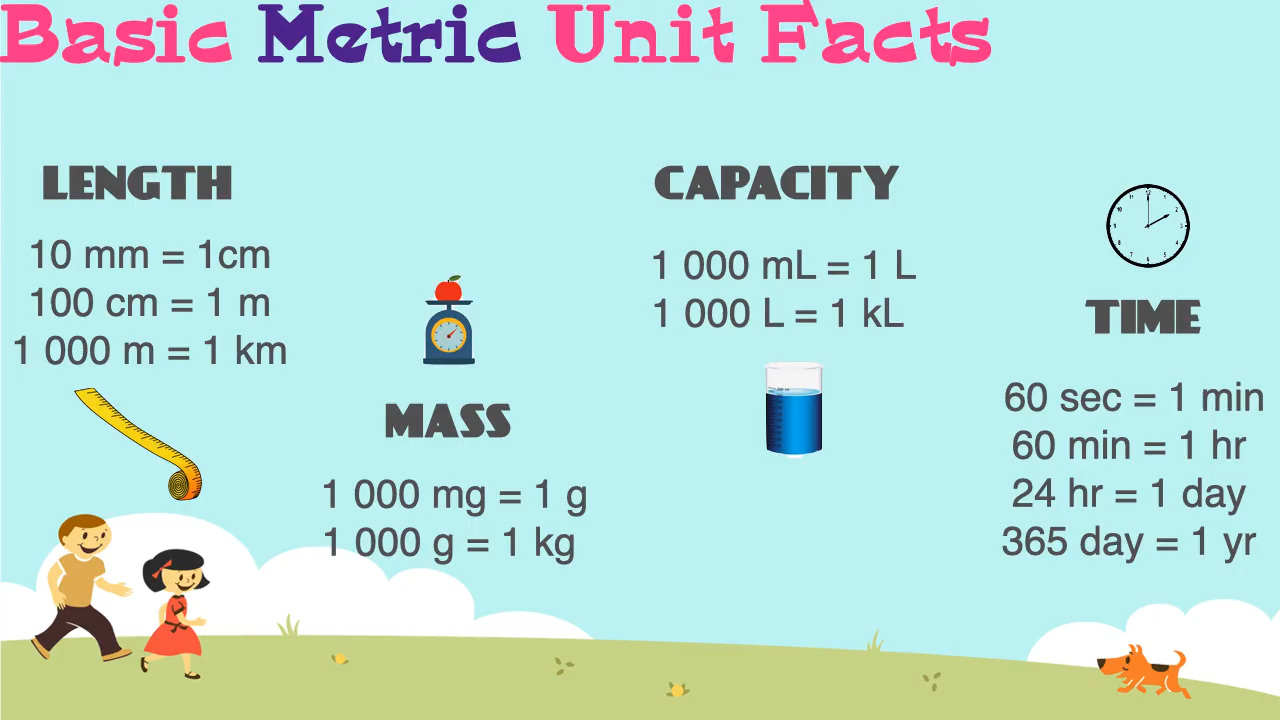 Basic Metric Unit Facts
LENGTH
10 mm = 1cm
100 cm = 1 m
1 000 m = 1 km
MASS
1 000 mg = 1 g
1 000 g = 1 kg
CAPACITY
1 000 mL = 1 L
1 000 L = 1 kL
TIME
60 sec = 1 min
60 min = 1 hr
24 hr = 1 day
365 day = 1 yr